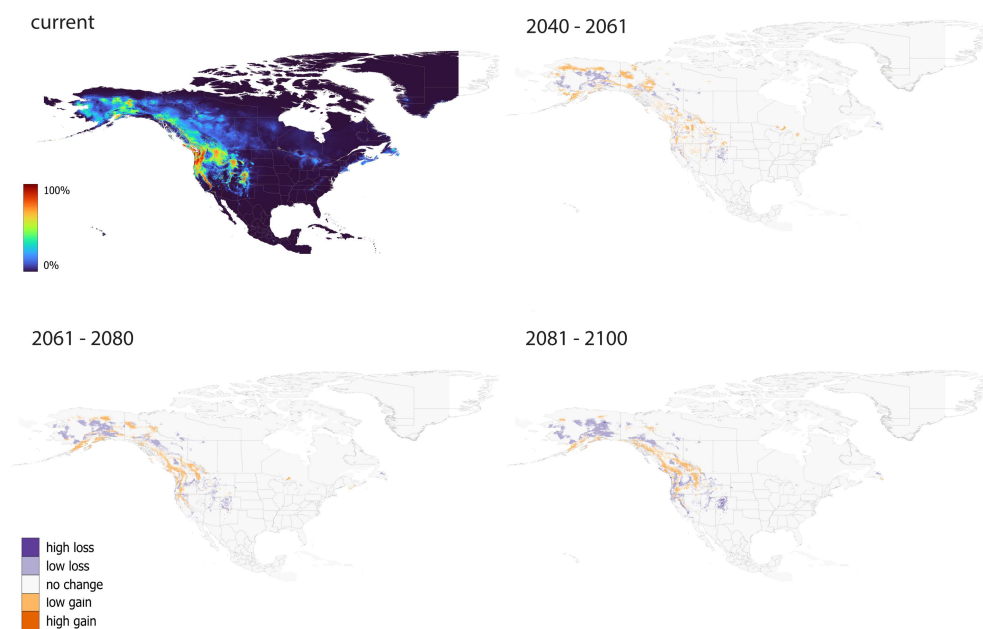 current
2040 - 2061
100%
0%
2061 - 2080
2081 - 2100
high loss
low loss
no change
low gain
high gain